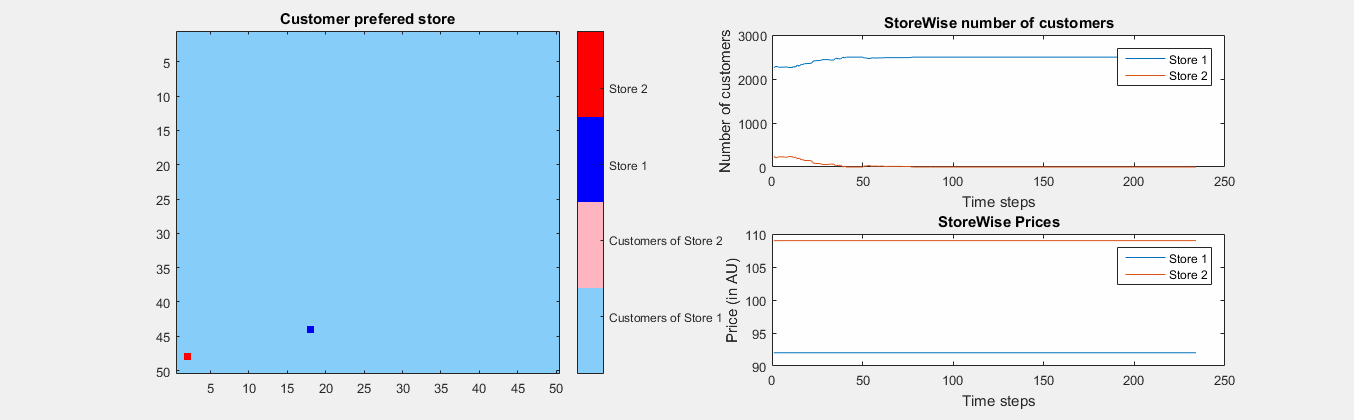 Customer prefered store
5
10
15
20
25
30
35
40
45
50
5 10 15 20 25 30 35 40 45 50
Store 2
Store 1
Customers of Store 2
Customers of Store 1
StoreWise number of customers
Number of customers
3000
2000
1000
0
0 50 100 150 200 250
Time steps
Store 1
Store 2
StoreWise Prices
Price (in AU)
110
105
100
95
90
0 50 100 150 200 250
Time steps
Store 1
Store 2